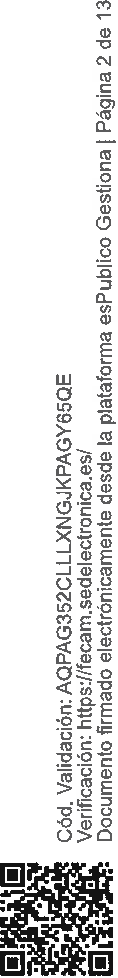 Cód. Validación: AQPAG352CLLLXNGJKPAGY65QE
Verificación: https://fecam.sedelectronica.es/
Documento firmado electrónicamente desde la plataforma esPublico Gestiona | Página 2 de 13